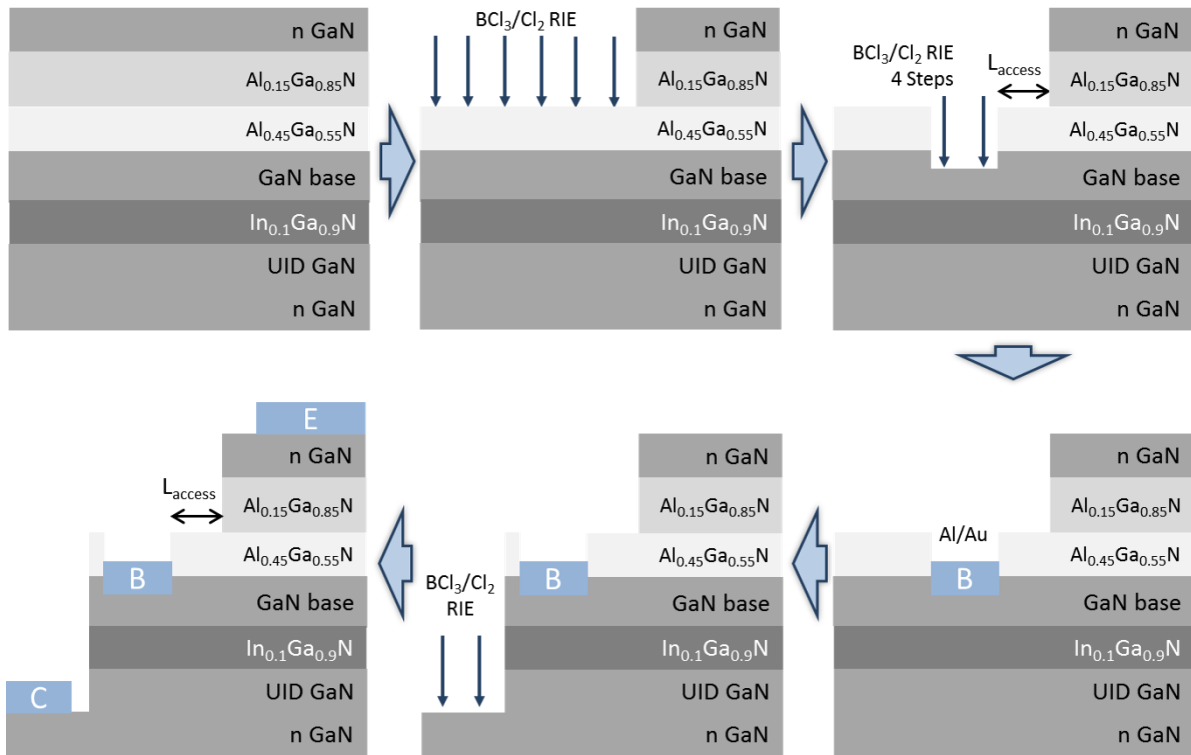 n GaN
Al0.15Ga0.85N
Al0.45Ga0.55N
GaN base
In0.1Ga0.9N
UID GaN
n GaN
BCl3/Cl2 RIE
n GaN
Al0.15Ga0.85N
Al0.45Ga0.55N
GaN base
In0.1Ga0.9N
UID GaN
n GaN
BCl3/Cl2 RIE
4 Steps
Laccess
n GaN
Al0.15Ga0.85N
Al0.45Ga0.55N
GaN base
In0.1Ga0.9N
UID GaN
n GaN
E
n GaN
Laccess
Al0.15Ga0.85N
Al0.45Ga0.55N
B
GaN base
In0.1Ga0.9N
UID GaN
C
n GaN
n GaN
Al0.15Ga0.85N
Al0.45Ga0.55N
B
BCl3/Cl2
RIE
GaN base
In0.1Ga0.9N
UID GaN
n GaN
n GaN
Al0.15Ga0.85N
Al/Au
Al0.45Ga0.55N
B
GaN base
In0.1Ga0.9N
UID GaN
n GaN